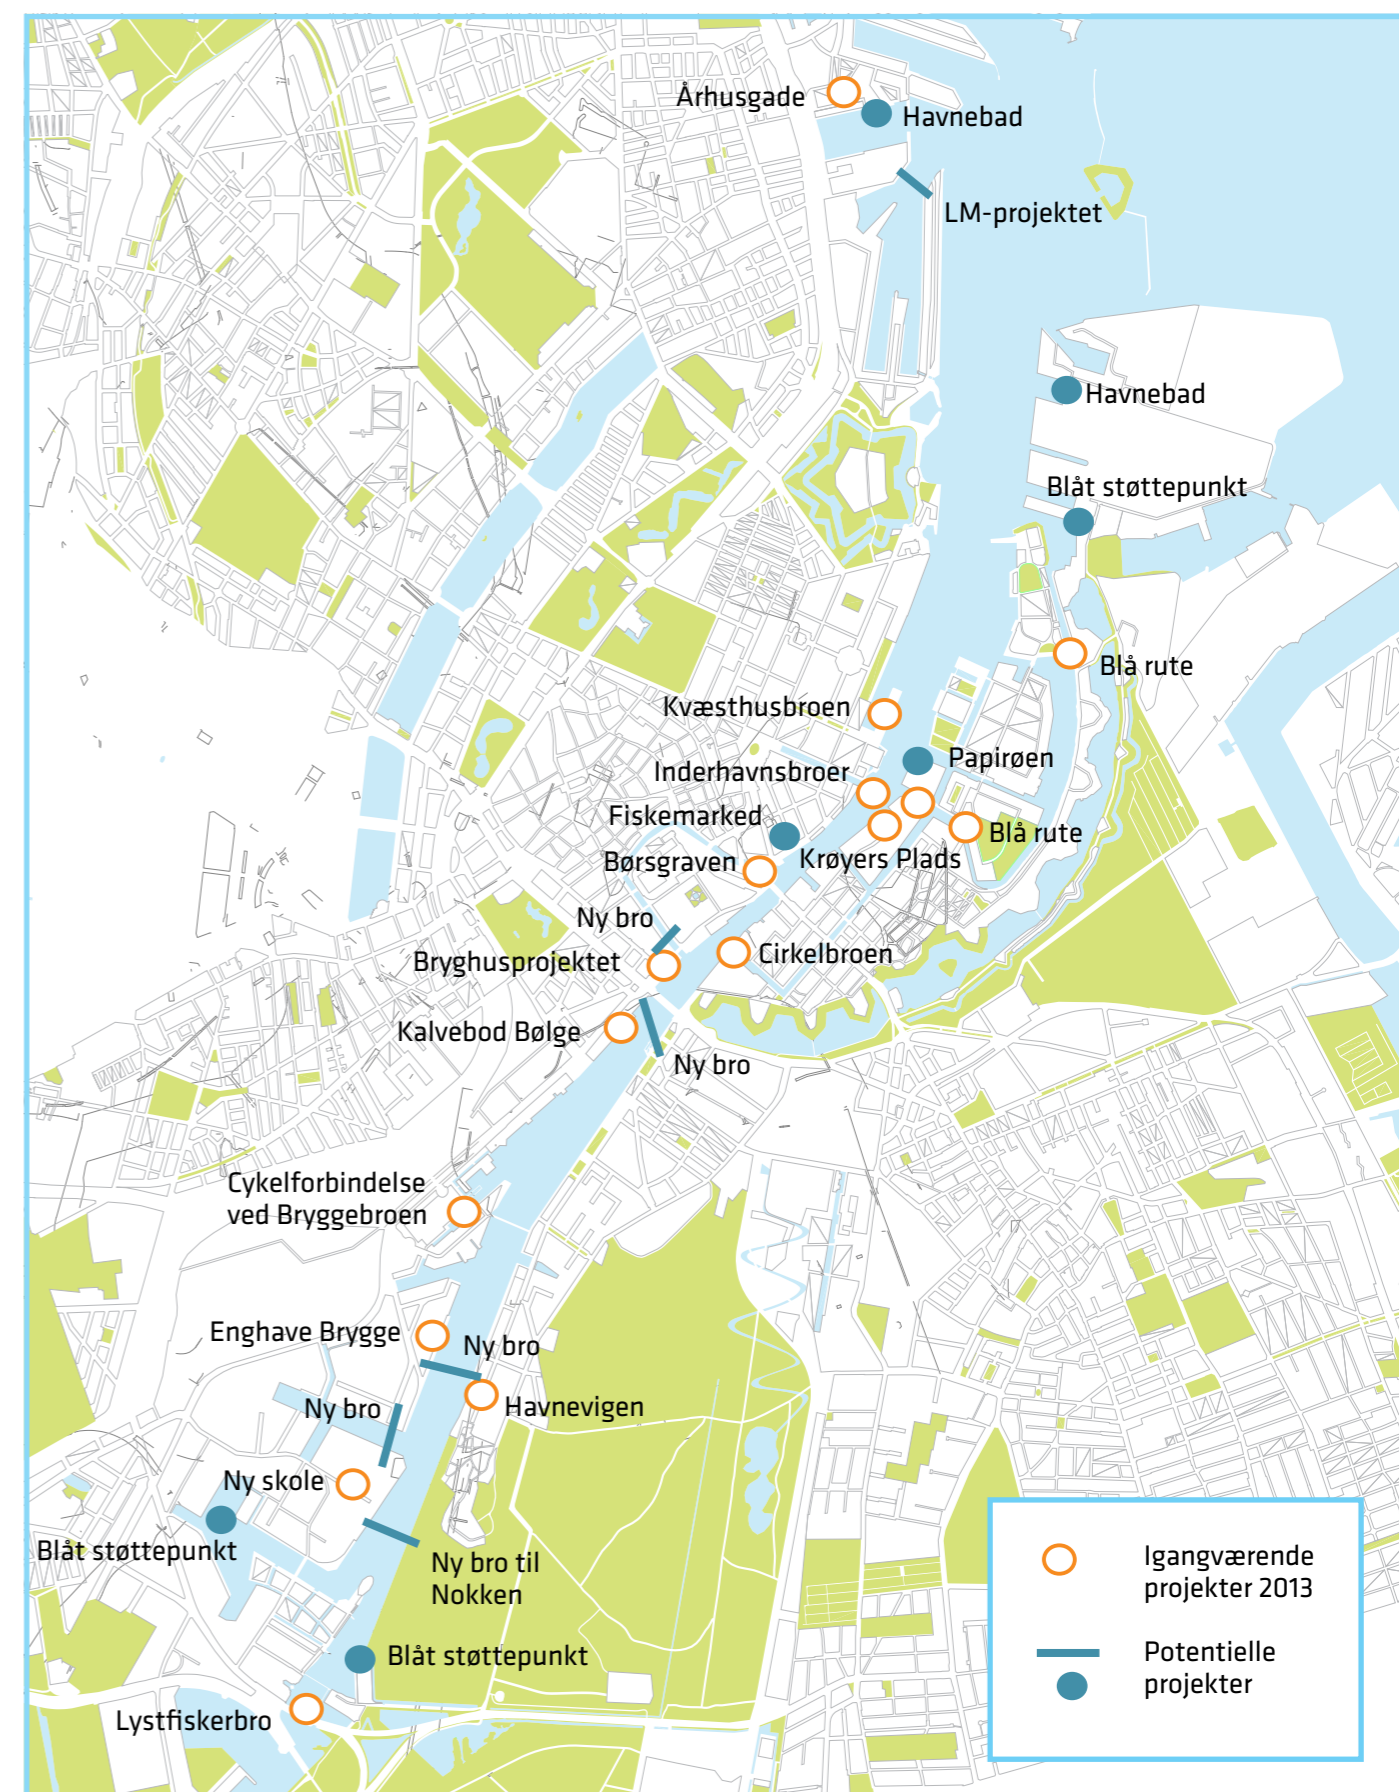 Århusgade
Havnebad
LM-projektet
Havnebad
Blåt støttepunkt
Blå rute
Kvæsthusbroen
Papirøen
Inderhavnsbroer
Fiskemarked
Blå rute
Børsgraven
Krøyers Plads
Ny bro
Cirkelbroen
Bryghusprojektet
Kalvebod Bølge
Ny bro
Cykelforbindelse
ved Bryggebroen
Enghave Brygge
Ny bro
Ny bro
Havnevigen
Ny skole
Blåt støttepunkt
Ny bro til
Nokken
Blåt støttepunkt
Lystfiskerbro
Igangværende
projekter 2013
Potentielle
projekter